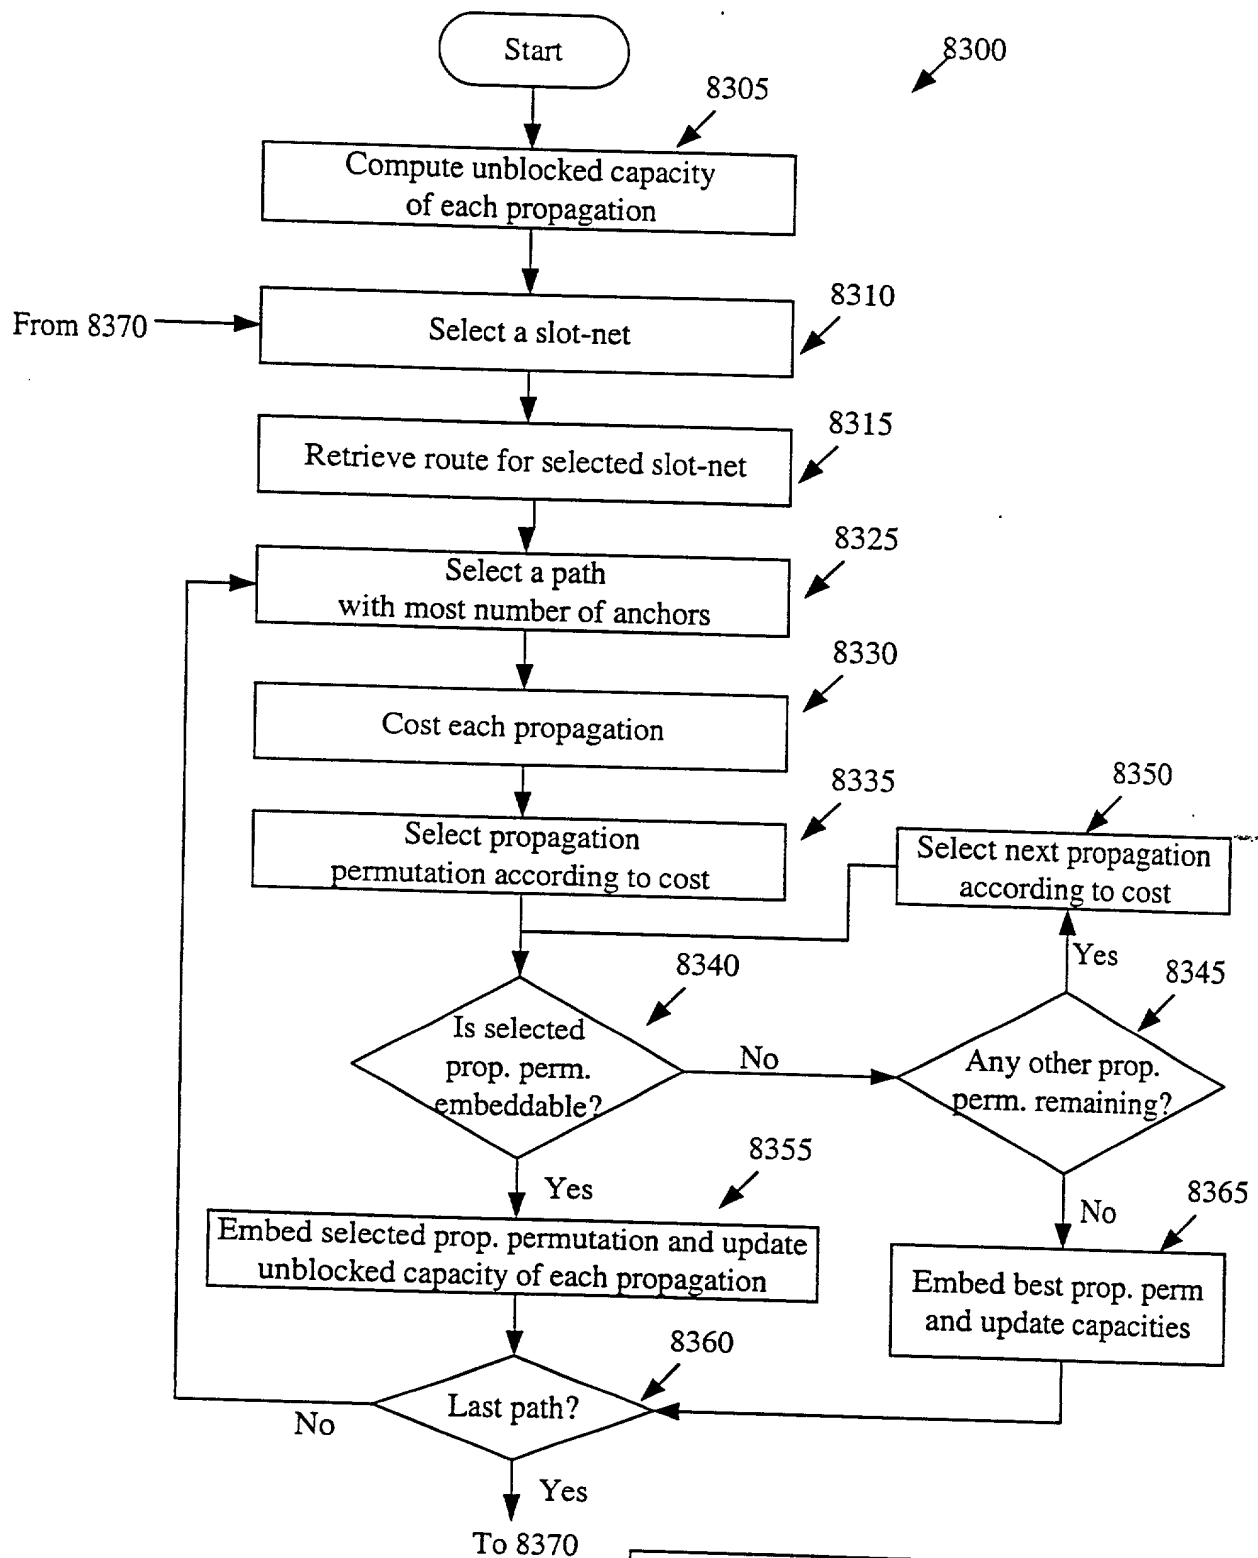 Start
8300
8305
Compute unblocked capacity
of each propagation
8310
From 8370
Select a slot-net
8315
Retrieve route for selected slot-net
8325
Select a path
with most number of anchors
8330
Cost each propagation
8335
8350
Select propagation
permutation according to cost
Select next propagation
according to cost
Yes
8340
8345
Is selected
prop. perm.
embeddable?
No
Any other prop.
perm. remaining?
8355
Yes
No
8365
Embed selected prop. permutation and update
unblocked capacity of each propagation
Embed best prop. perm
and update capacities
8360
Last path?
No
Yes
To 8370